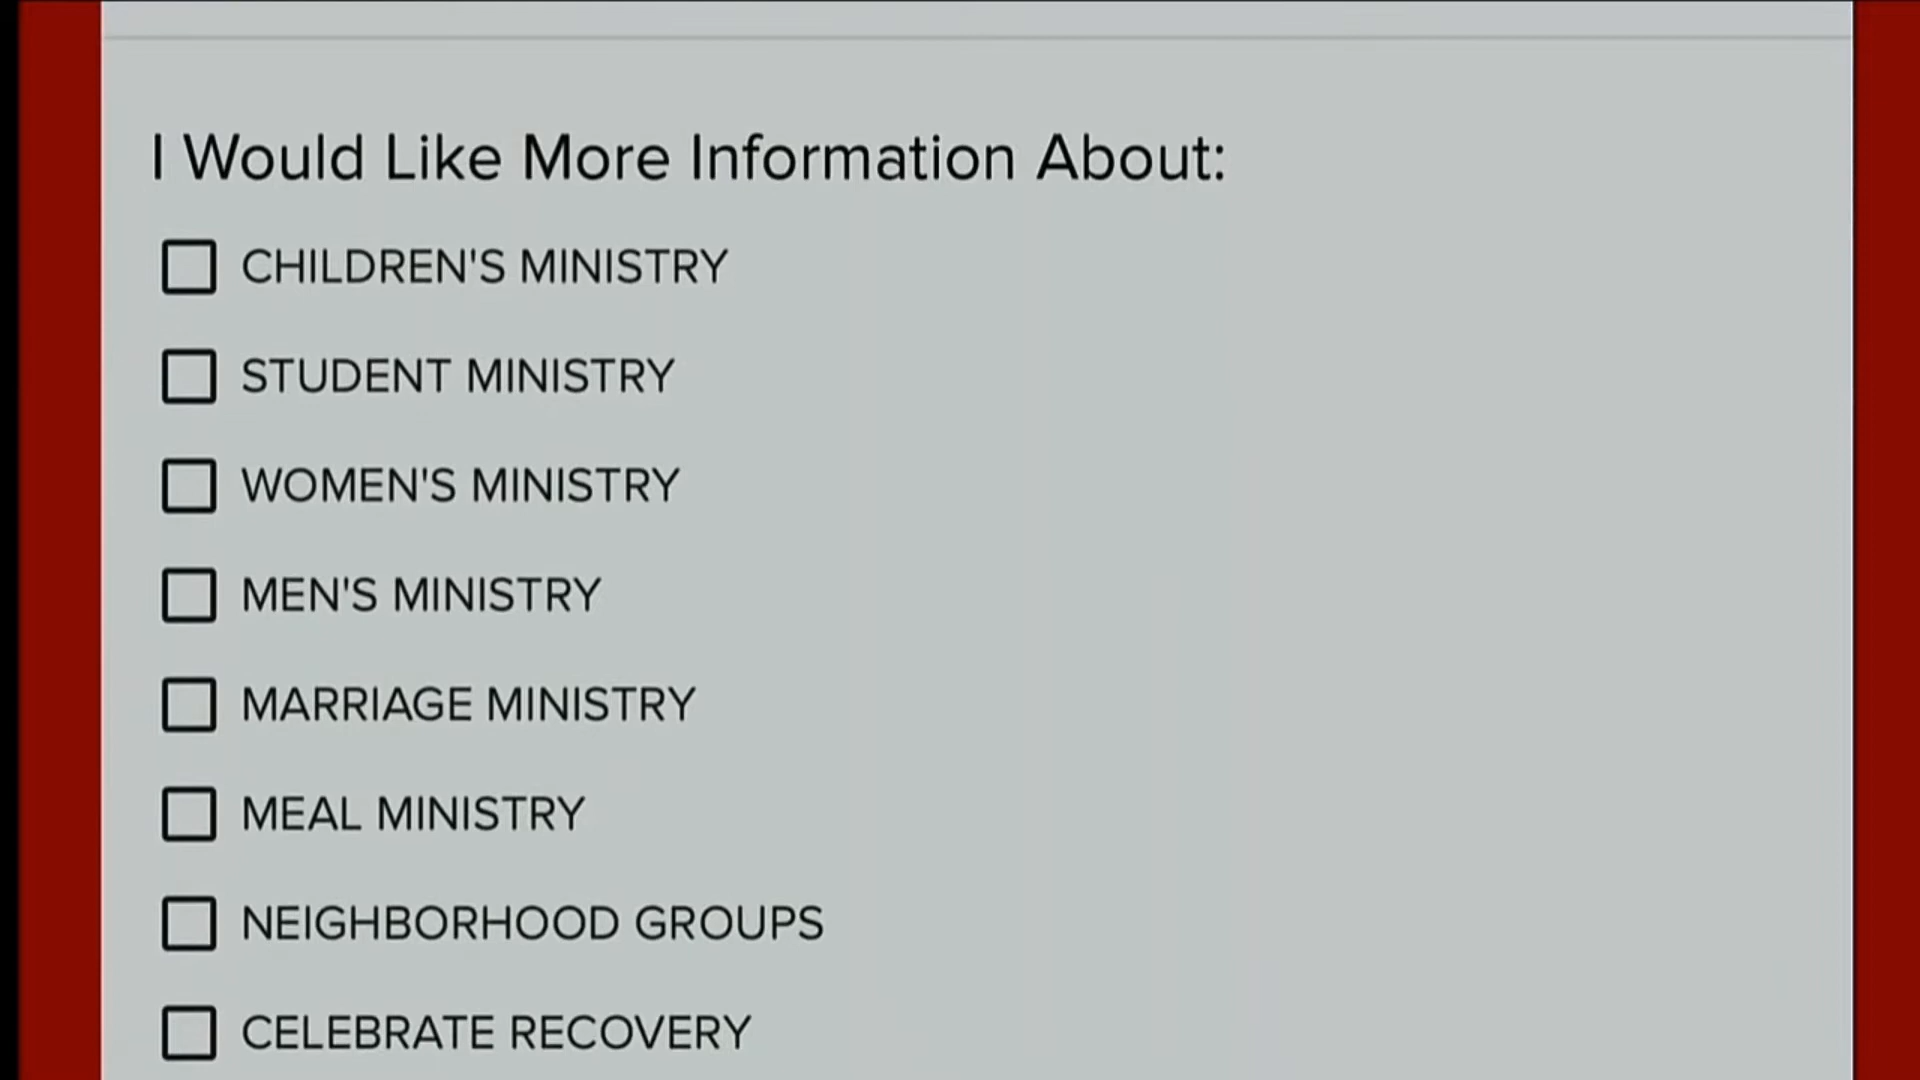 I Would Like More Information About:
CHILDREN'S MINISTRY
STUDENT MINISTRY
WOMEN'S MINISTRY
MEN'S MINISTRY
MARRIAGE MINISTRY
MEAL MINISTRY
NEIGHBORHOOD GROUPS
CELEBRATE RECOVERY